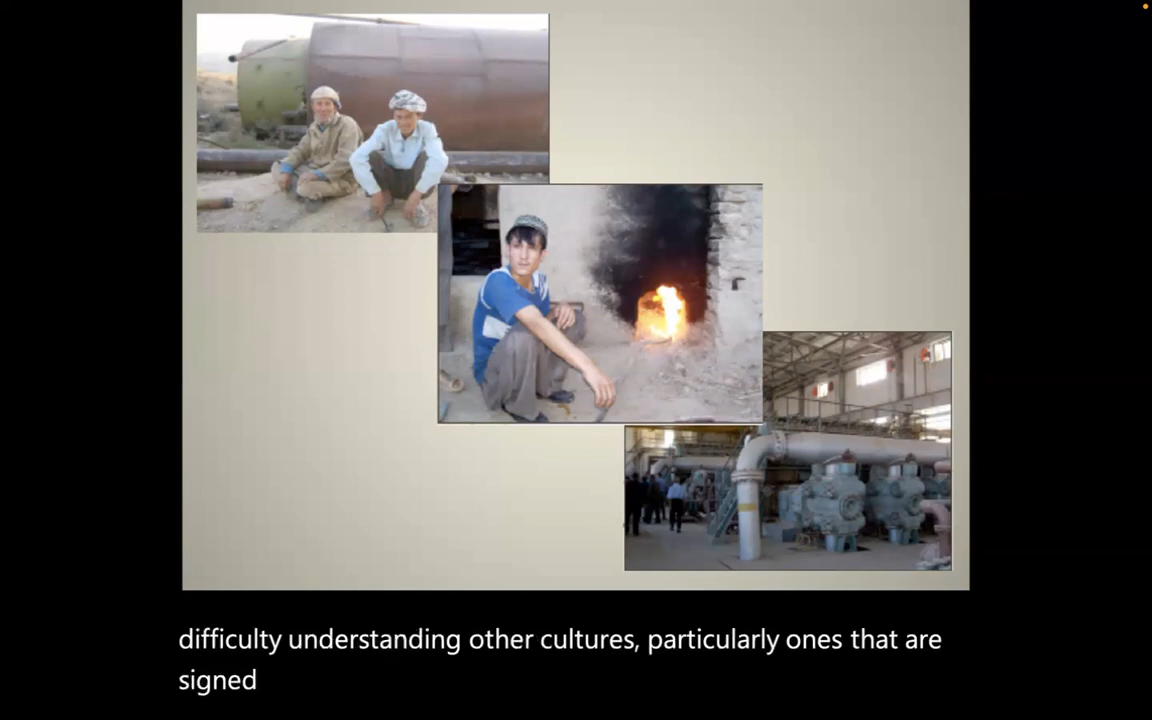 difficulty understanding other cultures, particularly ones that are
signed